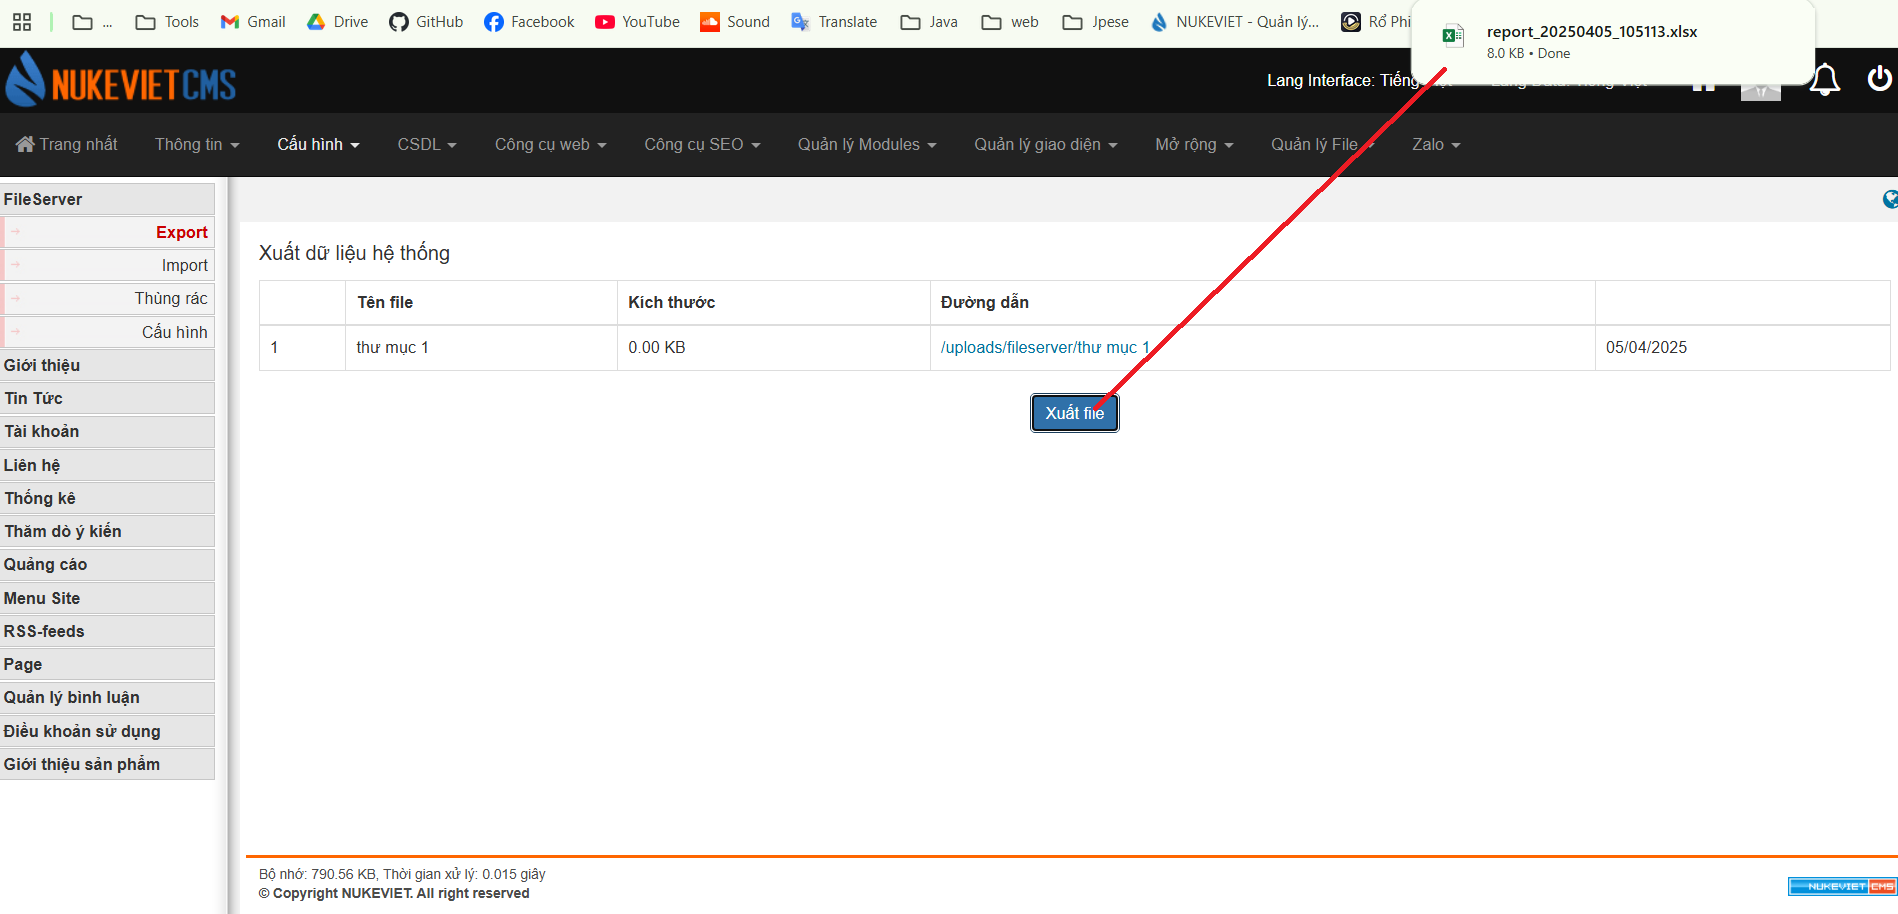 ... Tools Gmail Drive GitHub Facebook YouTube Sound Translate Java web Jpese NUKEVIET - Quản lý... Rổ Phi
report_20250405_105113.xlsx
8.0 KB • Done
NUKEVIETCMS
Lang Interface: Tiếng
Trang nhất Thông tin Cấu hình CSDL Công cụ web Công cụ SEO Quản lý Modules Quản lý giao diện Mở rộng Quản lý File Zalo
FileServer
Export
Import
Thùng rác
Cấu hình
Giới thiệu
Tin Tức
Tài khoản
Liên hệ
Thống kê
Thăm dò ý kiến
Quảng cáo
Menu Site
RSS-feeds
Page
Quản lý bình luận
Điều khoản sử dụng
Giới thiệu sản phẩm
Xuất dữ liệu hệ thống
Tên file Kích thước Đường dẫn
1 thư mục 1 0.00 KB /uploads/fileserver/thư mục 1 05/04/2025
Xuất file
Bộ nhớ: 790.56 KB, Thời gian xử lý: 0.015 giây
© Copyright NUKEVIET. All right reserved
NUKEVIET CMS